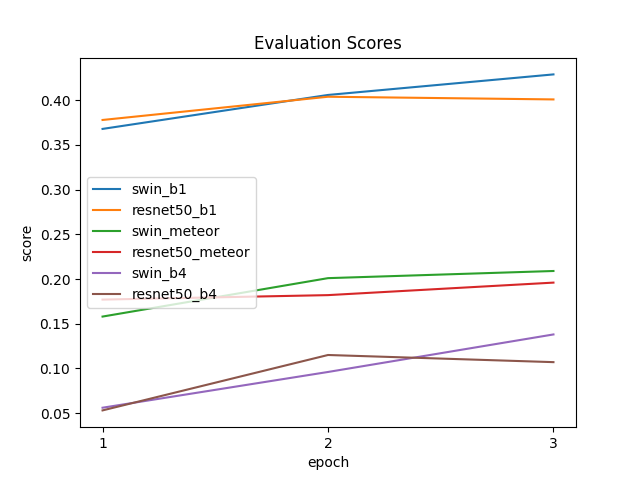 Evaluation Scores
score
0.40
0.35
0.30
0.25
0.20
0.15
0.10
0.05
swin_b1
resnet50_b1
swin_meteor
resnet50_meteor
swin_b4
resnet50_b4
1 2 3
epoch